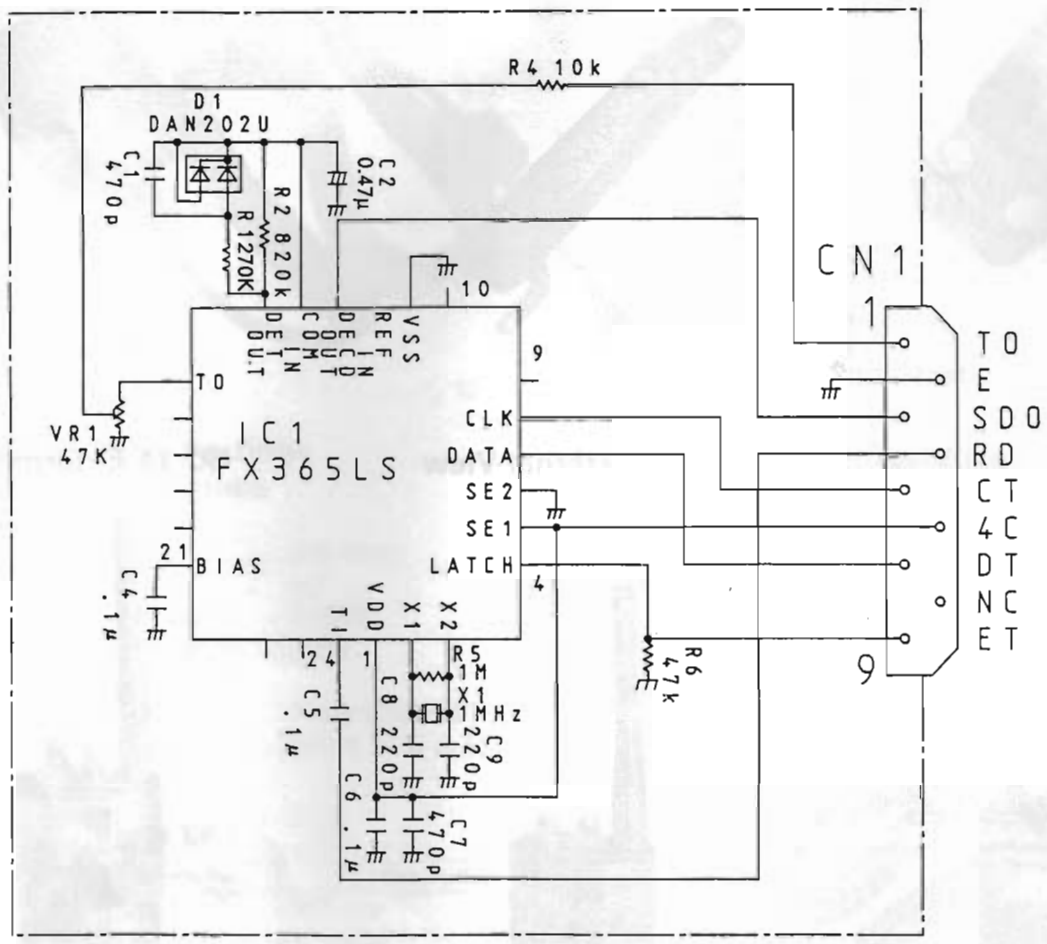 R4 10k
D1
DAN202U
C1
470p
R1 270K
R2 820k
C2
0.47μ
CN1
1
10
DET OUT
COM IN
DECO OUT
REF IN
VSS
9
TO
TO
E
VR1
47K
IC1
FX365LS
CLK
SDO
DATA
RD
SE2
CT
SE1
4C
21
BIAS
LATCH
4
DT
C4
.1μ
NC
TI
VDD
X1
X2
ET
24
1
R5
1M
X1
1MHz
R6
47k
9
C5
.1μ
C8
220p
C9
220p
C6
.1μ
C7
470p